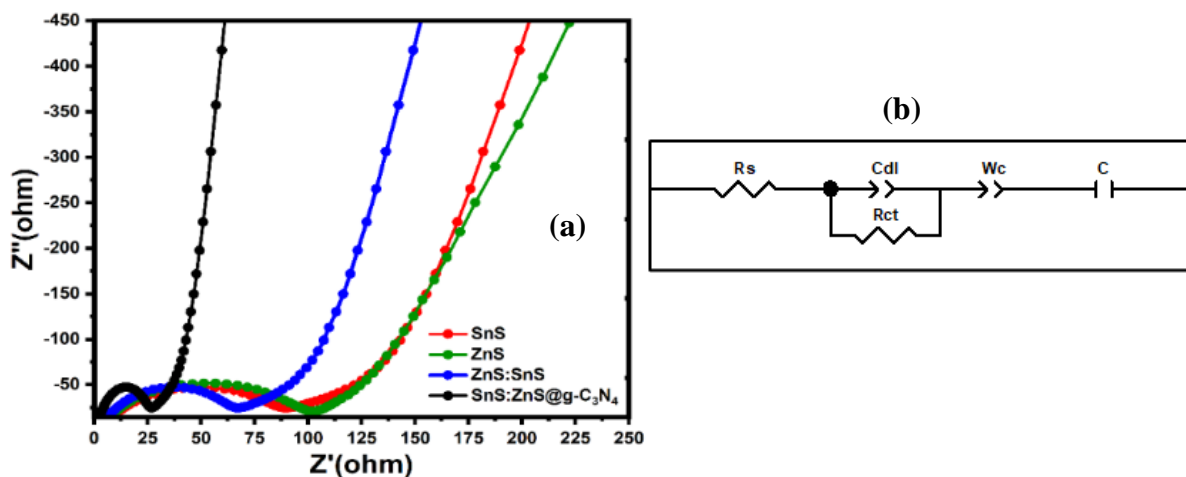 -450
-400
-350
-300
-250
-200
-150
-100
-50
Z''(ohm)
0 25 50 75 100 125 150 175 200 225 250
Z'(ohm)
(a)
SnS
ZnS
ZnS:SnS
SnS:ZnS@g-C₃N₄
(b)
Rs Cdl Wc C
Rct